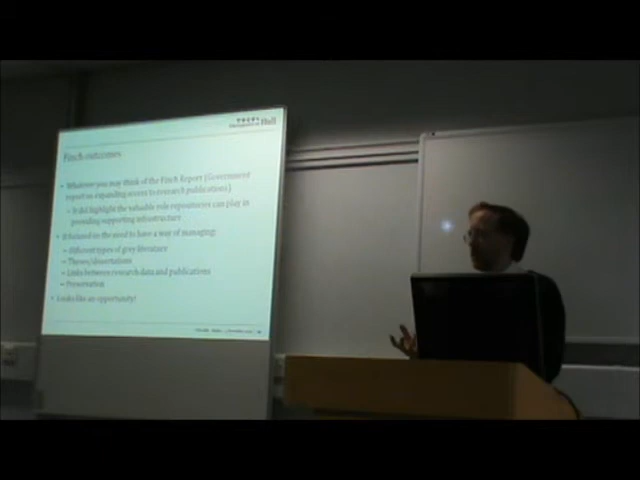 Hull
Finch outcomes
• Whatever you may think of the Finch Report (Government
report on expanding access to research publications)
– It did highlight the valuable role repositories can play in
providing supporting infrastructure
• It focused on the need to have a way of managing:
– Different types of grey literature
– Theses/dissertations
– Links between research data and publications
– Preservation
• Looks like an opportunity!